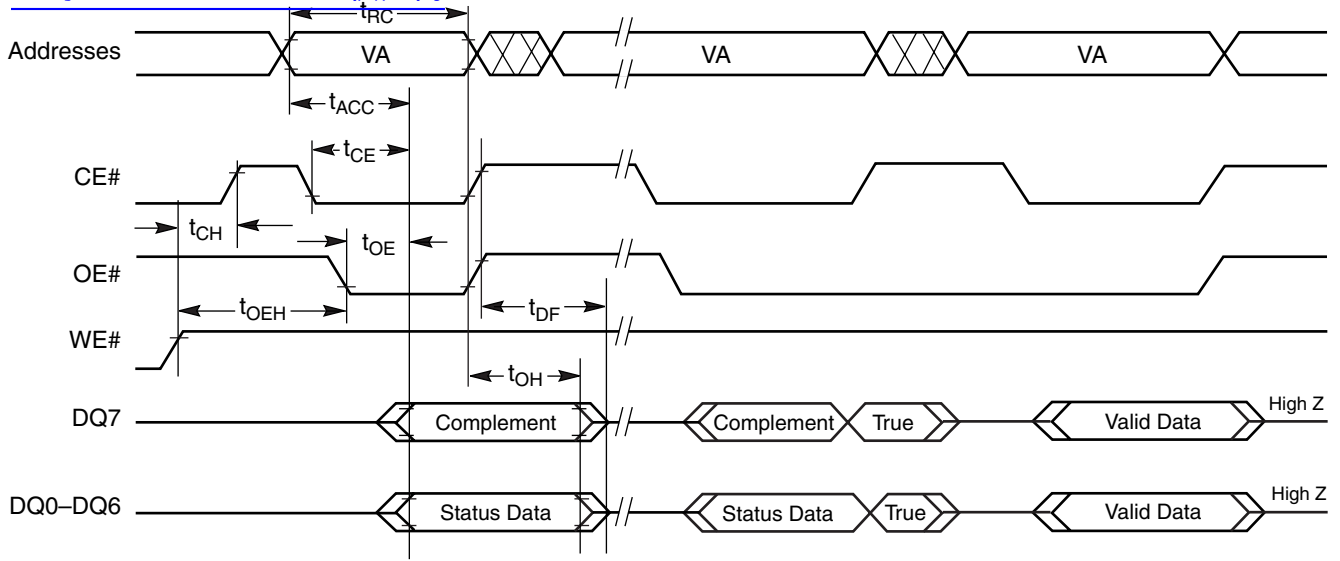 tRC
Addresses VA VA VA
tACC
tCE
CE#
tCH
tOE
OE#
tOEH tDF
WE#
tOH
DQ7 Complement Complement True Valid Data High Z
DQ0–DQ6 Status Data Status Data True Valid Data High Z